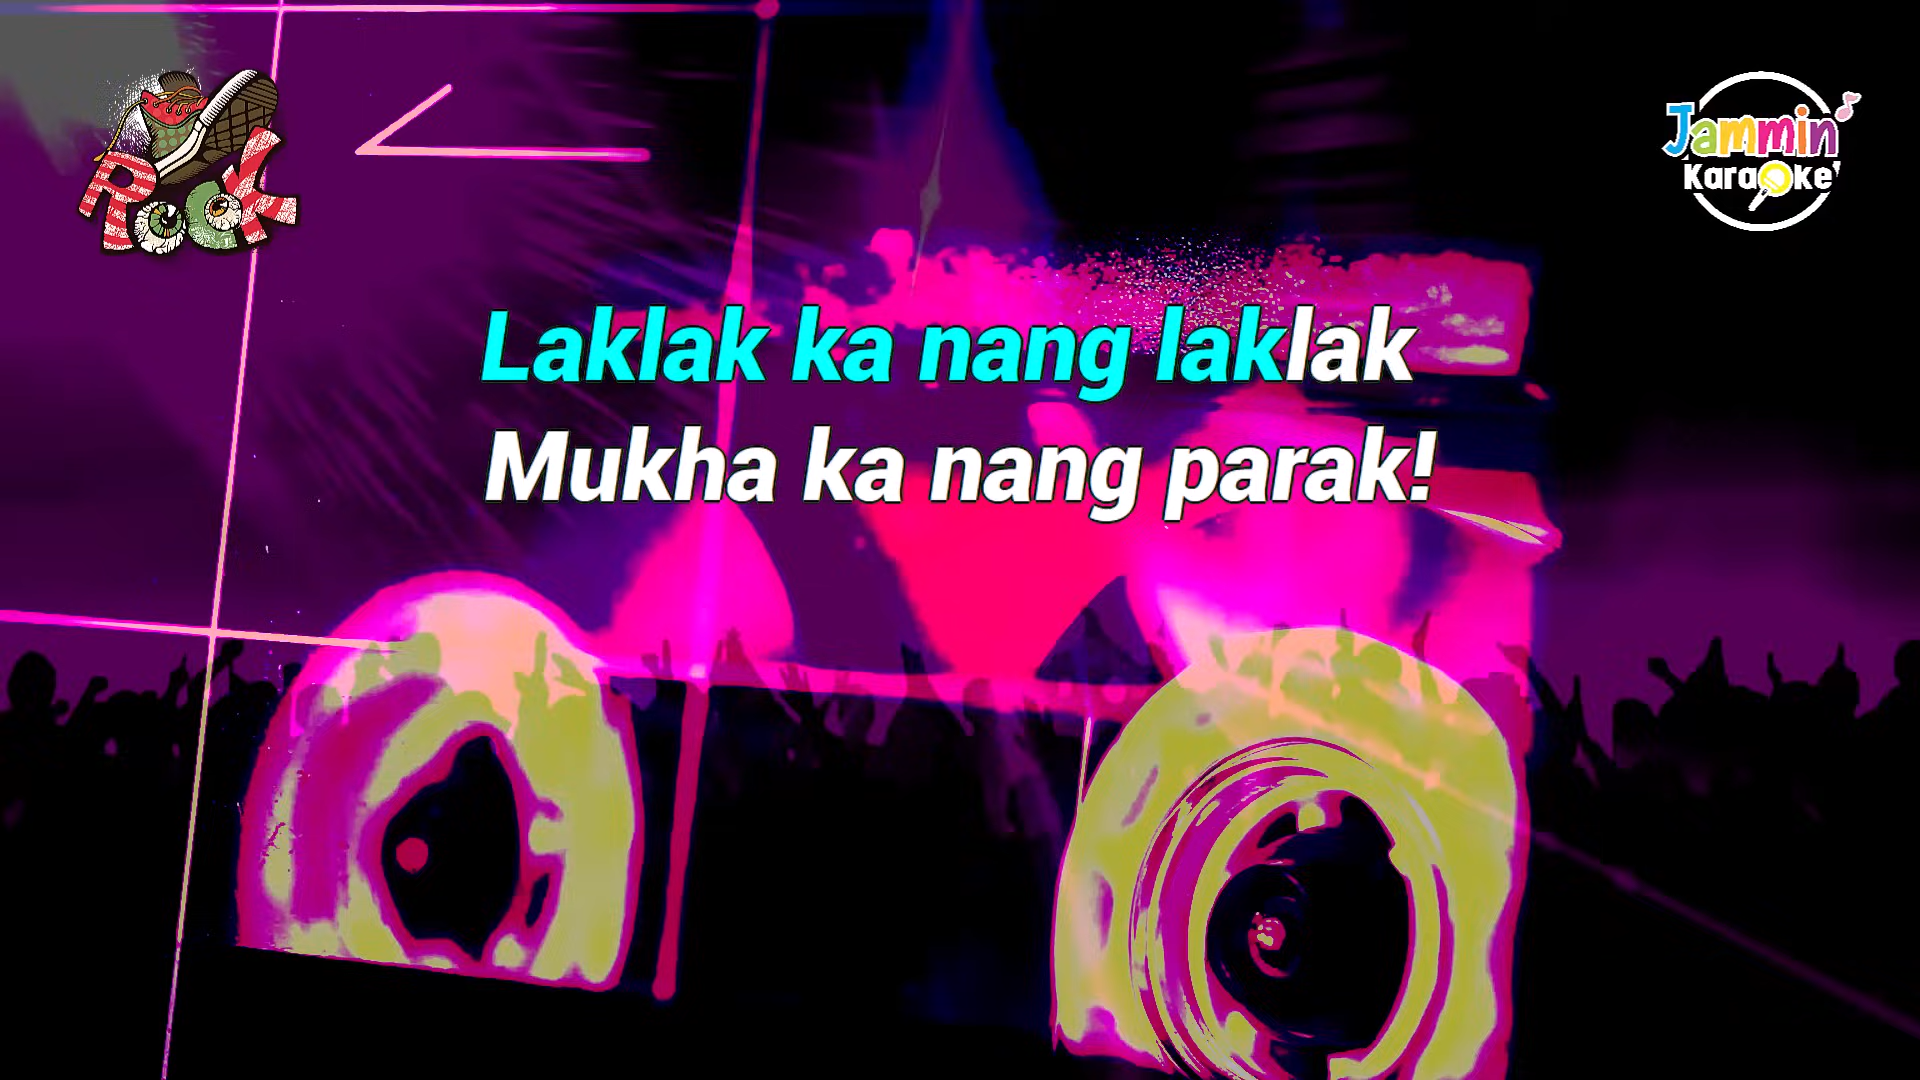 Rock
Jammin'
Karaoke
Laklak ka nang laklak
Mukha ka nang parak!